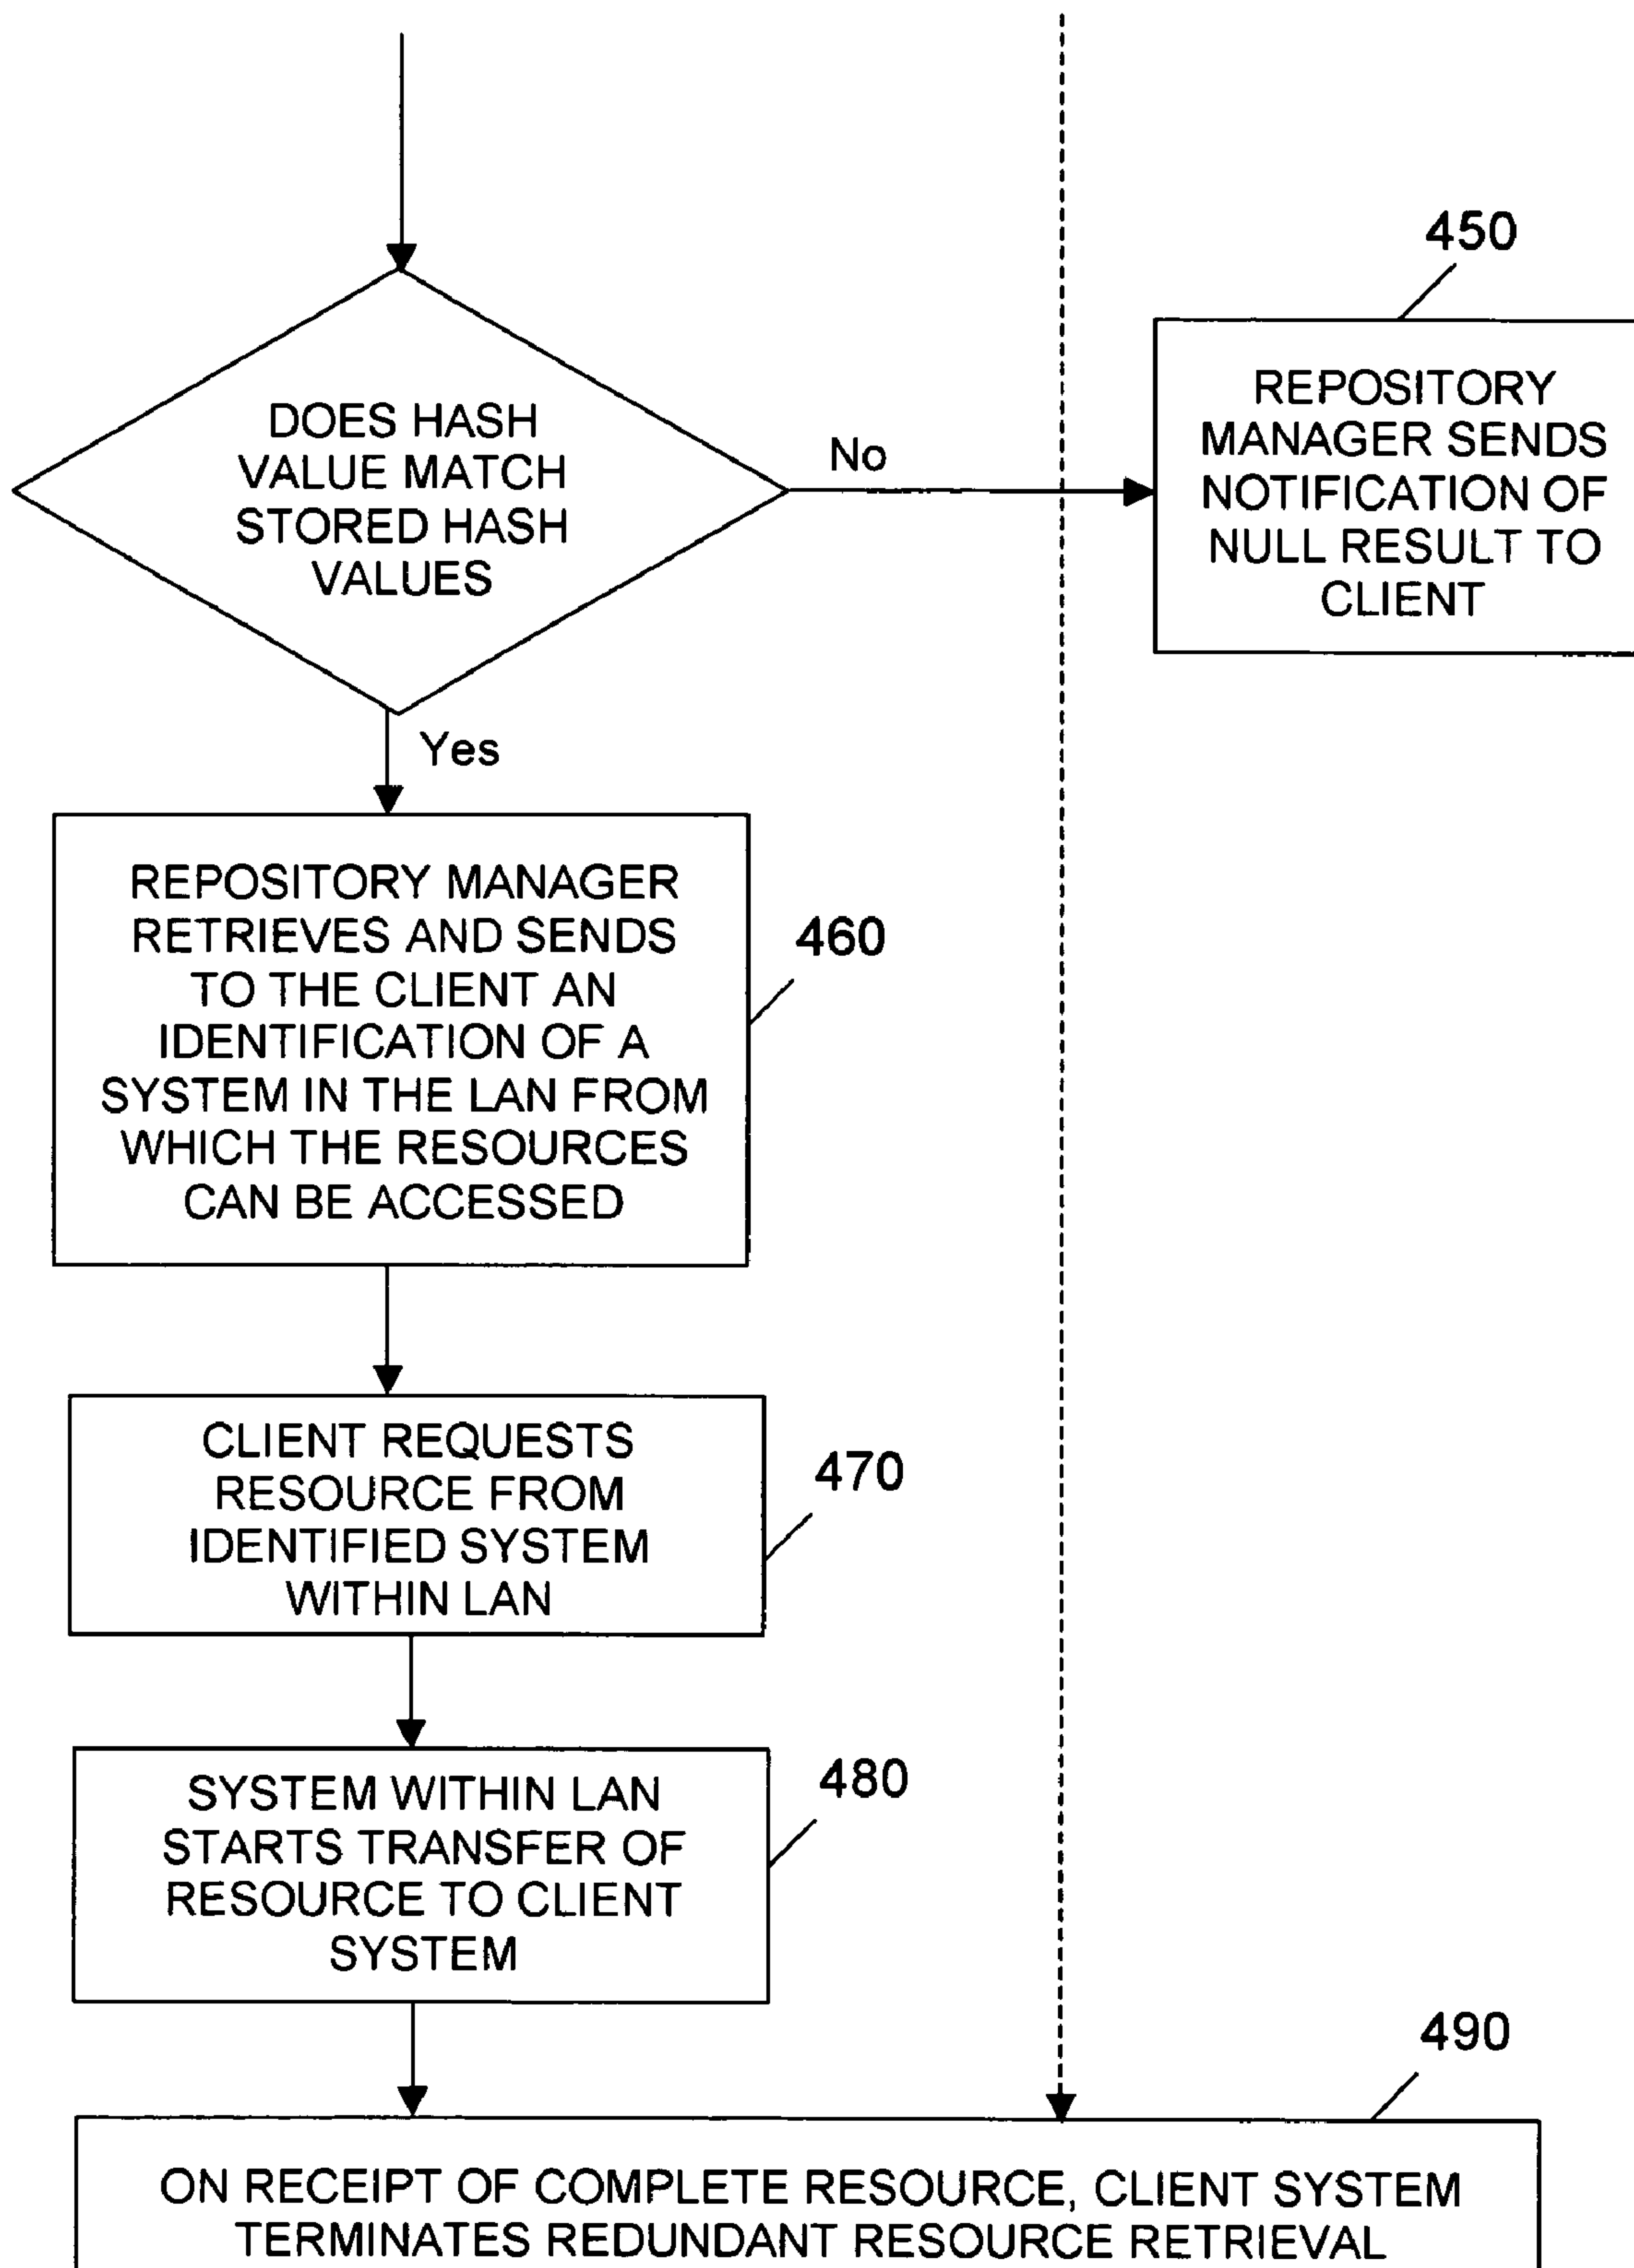 450
REPOSITORY
MANAGER SENDS
NOTIFICATION OF
NULL RESULT TO
CLIENT
DOES HASH
VALUE MATCH
STORED HASH
VALUES
No
Yes
REPOSITORY MANAGER
RETRIEVES AND SENDS
TO THE CLIENT AN
IDENTIFICATION OF A
SYSTEM IN THE LAN FROM
WHICH THE RESOURCES
CAN BE ACCESSED
460
CLIENT REQUESTS
RESOURCE FROM
IDENTIFIED SYSTEM
WITHIN LAN
470
SYSTEM WITHIN LAN
STARTS TRANSFER OF
RESOURCE TO CLIENT
SYSTEM
480
490
ON RECEIPT OF COMPLETE RESOURCE, CLIENT SYSTEM
TERMINATES REDUNDANT RESOURCE RETRIEVAL